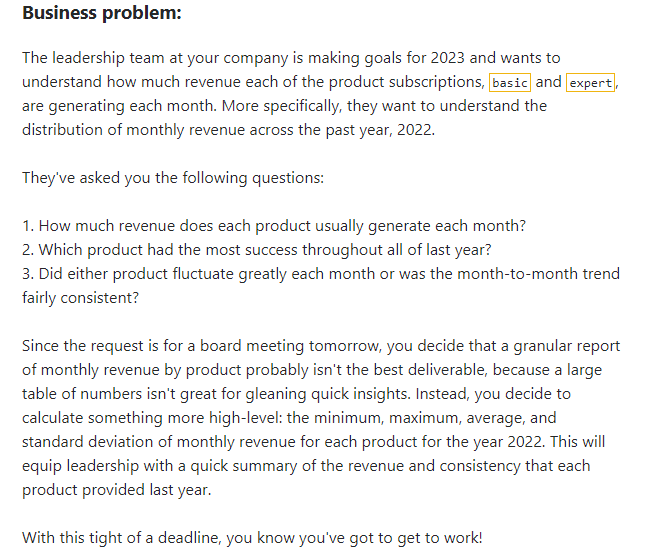 Business problem:
The leadership team at your company is making goals for 2023 and wants to
understand how much revenue each of the product subscriptions, basic and expert,
are generating each month. More specifically, they want to understand the
distribution of monthly revenue across the past year, 2022.
They've asked you the following questions:
1. How much revenue does each product usually generate each month?
2. Which product had the most success throughout all of last year?
3. Did either product fluctuate greatly each month or was the month-to-month trend
fairly consistent?
Since the request is for a board meeting tomorrow, you decide that a granular report
of monthly revenue by product probably isn't the best deliverable, because a large
table of numbers isn't great for gleaning quick insights. Instead, you decide to
calculate something more high-level: the minimum, maximum, average, and
standard deviation of monthly revenue for each product for the year 2022. This will
equip leadership with a quick summary of the revenue and consistency that each
product provided last year.
With this tight of a deadline, you know you've got to get to work!